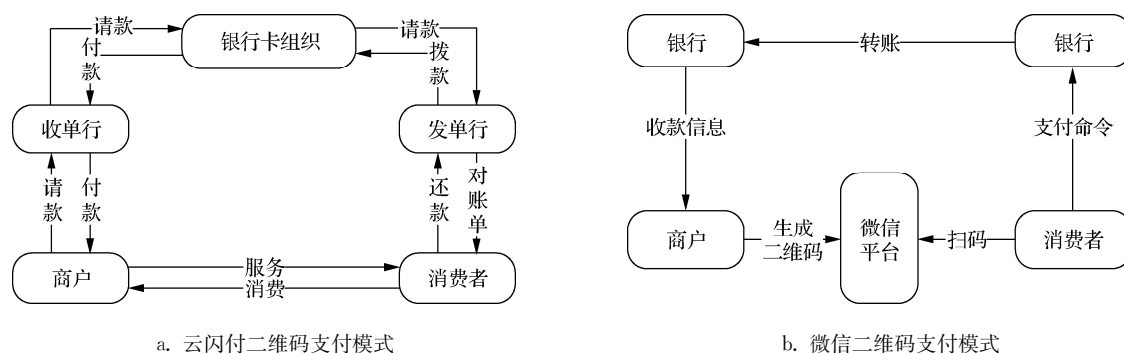 请款
银行卡组织
请款
付款
拨款
收单行
发单行
请款
付款
还款
对账单
商户
服务
消费
消费者
a. 云闪付二维码支付模式
银行
转账
银行
收款信息
支付命令
商户
生成
二维码
微信
平台
扫码
消费者
b. 微信二维码支付模式